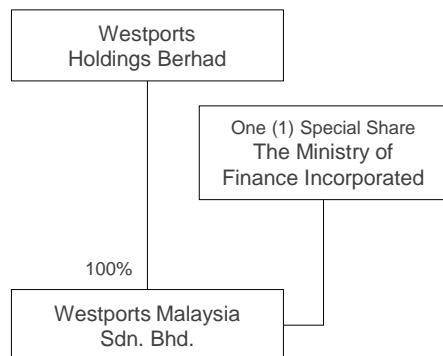 Westports
Holdings Berhad
One (1) Special Share
The Ministry of
Finance Incorporated
100%
Westports Malaysia
Sdn. Bhd.